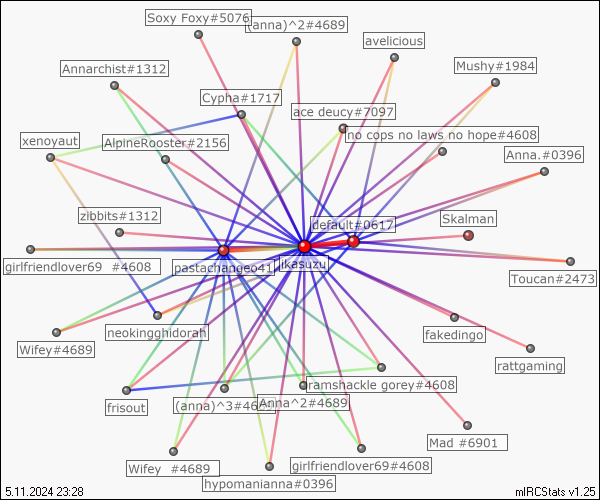 Soxy Foxy#5076
(anna)^2#4689
avelicious
Annarchist#1312
Mushy#1984
Cypha#1717
ace deucy#7097
no cops no laws no hope#4608
xenoyaut
AlpineRooster#2156
Anna.#0396
zibbits#1312
default#0617
Skalman
girlfriendlover69 #4608
pastachangeo41
ikasuzu
Toucan#2473
neokingghidorah
fakedingo
Wifey#4689
rattgaming
ramshackle gorey#4608
frisout
(anna)^3#4689
Anna^2#4689
Mad #6901
Wifey #4689
girlfriendlover69#4608
hypomanianna#0396
5.11.2024 23:28
mIRCStats v1.25